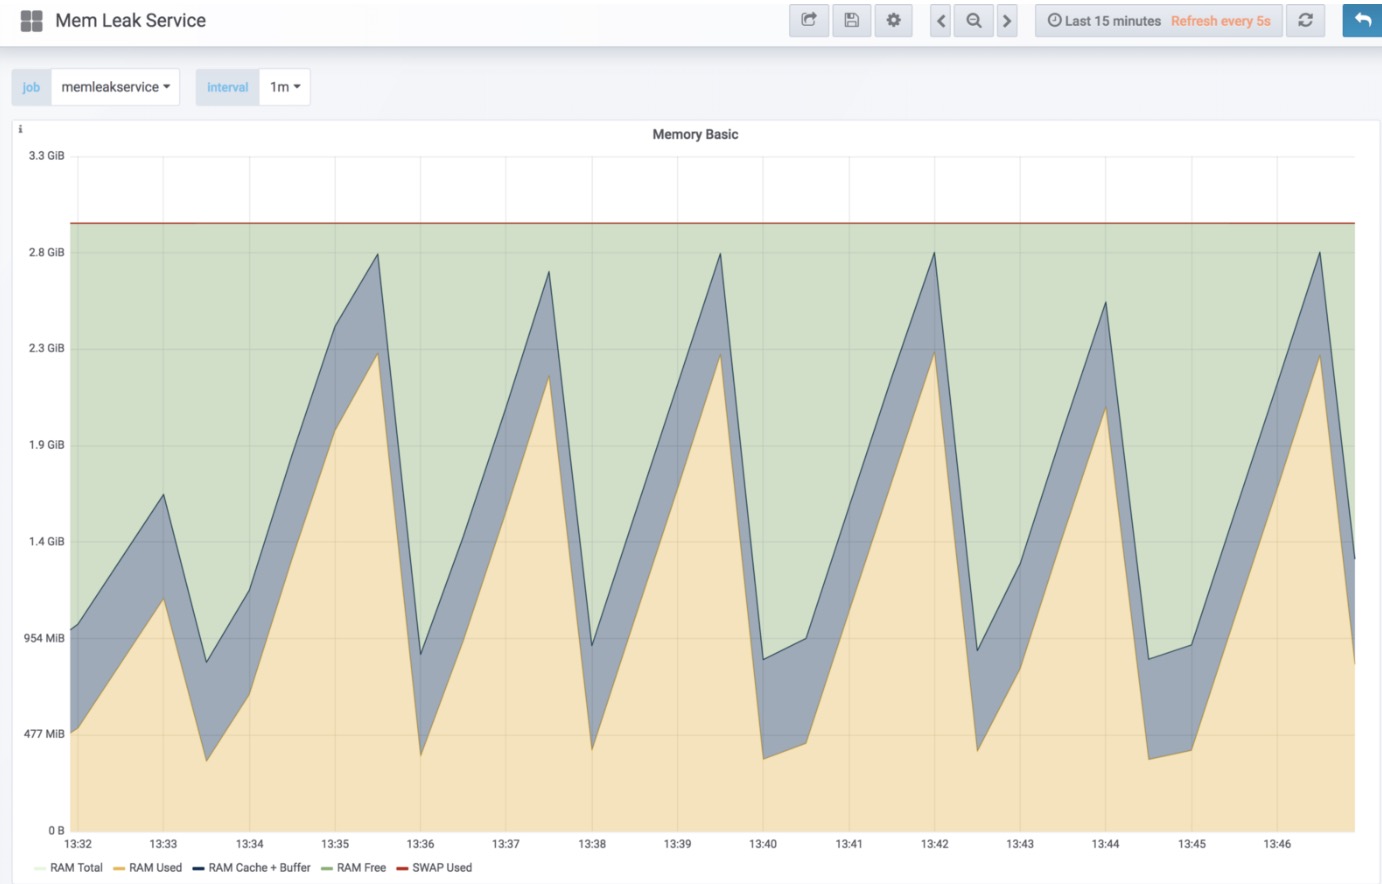 Mem Leak Service
Last 15 minutes Refresh every 5s
job memleakservice interval 1m
i
Memory Basic
3.3 GiB
2.8 GiB
2.3 GiB
1.9 GiB
1.4 GiB
954 MiB
477 MiB
0 B
13:32 13:33 13:34 13:35 13:36 13:37 13:38 13:39 13:40 13:41 13:42 13:43 13:44 13:45 13:46
RAM Total RAM Used RAM Cache + Buffer RAM Free SWAP Used